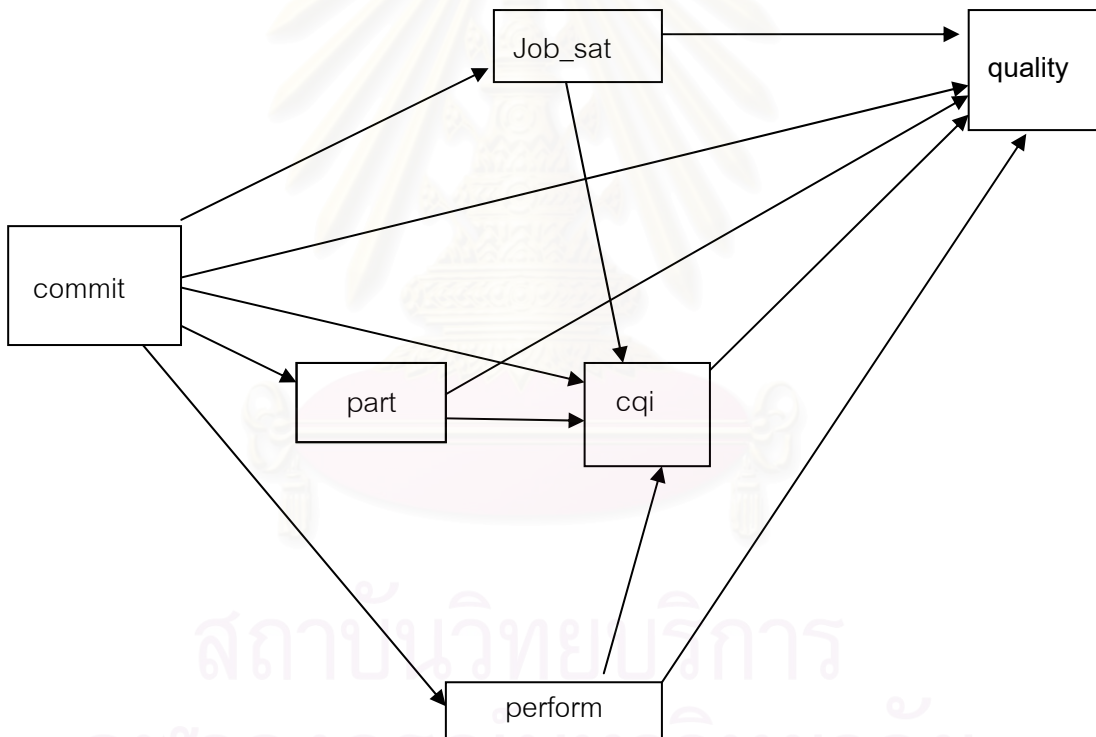 Job_sat
quality
commit
part
cqi
สถาบันวิทยบริการ
perform